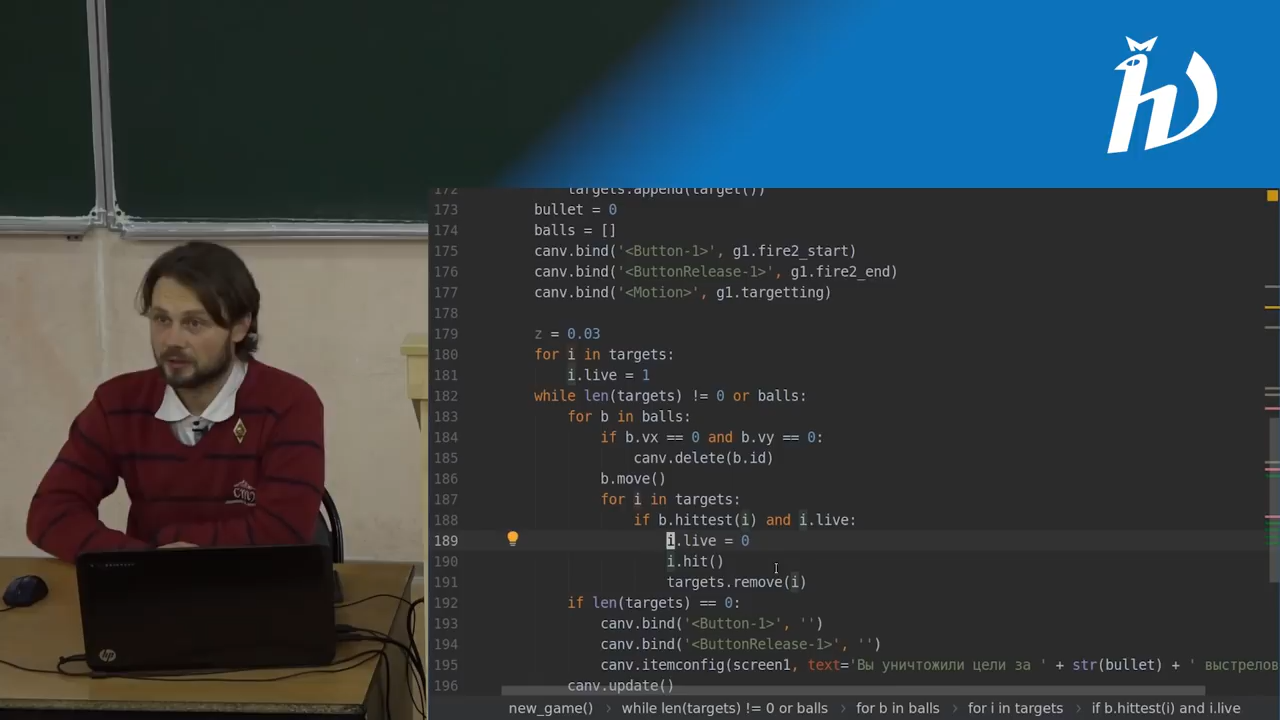 172            targets.append(target())
173        bullet = 0
174        balls = []
175        canv.bind('<Button-1>', g1.fire2_start)
176        canv.bind('<ButtonRelease-1>', g1.fire2_end)
177        canv.bind('<Motion>', g1.targetting)
178
179        z = 0.03
180        for i in targets:
181            i.live = 1
182        while len(targets) != 0 or balls:
183            for b in balls:
184                if b.vx == 0 and b.vy == 0:
185                    canv.delete(b.id)
186                b.move()
187                for i in targets:
188                    if b.hittest(i) and i.live:
189                        i.live = 0
190                        i.hit()
191                        targets.remove(i)
192            if len(targets) == 0:
193                canv.bind('<Button-1>', '')
194                canv.bind('<ButtonRelease-1>', '')
195                canv.itemconfig(screen1, text='Вы уничтожили цели за ' + str(bullet) + ' выстрелов
196            canv.update()
new_game() › while len(targets) != 0 or balls › for b in balls › for i in targets › if b.hittest(i) and i.live
hp